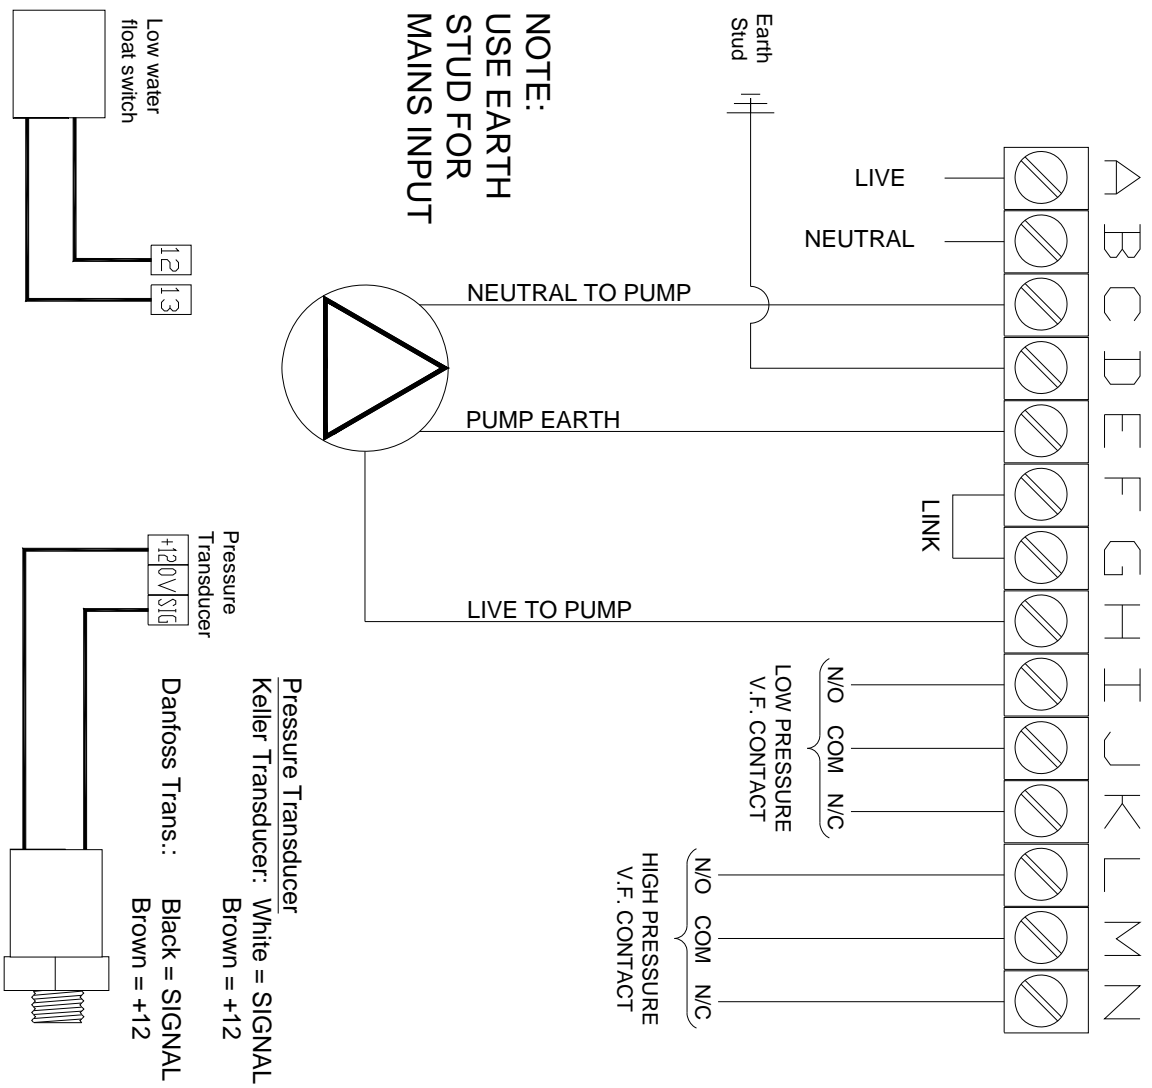 A
B
C
D
E
F
G
H
I
J
K
L
M
N
Earth
Stud
NOTE:
USE EARTH
STUD FOR
MAINS INPUT
LIVE
NEUTRAL
NEUTRAL TO PUMP
PUMP EARTH
LINK
LIVE TO PUMP
N/O COM N/C
LOW PRESSURE
V.F. CONTACT
N/O COM N/C
HIGH PRESSURE
V.F. CONTACT
Low water
float switch
12
13
Pressure
Transducer
+12 0V SIG
Pressure Transducer
Keller Transducer: White = SIGNAL
Brown = +12
Danfoss Trans.: Black = SIGNAL
Brown = +12